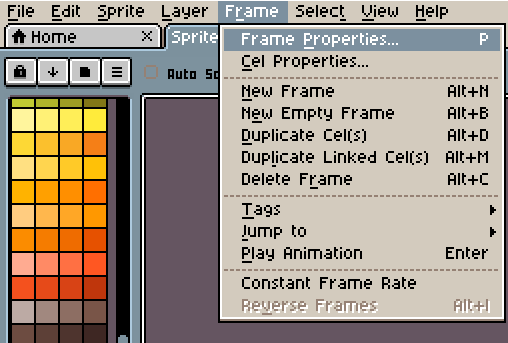 File Edit Sprite Layer Frame Select View Help
Home × Sprite
Auto
Frame Properties... P
Cel Properties...
New Frame Alt+N
New Empty Frame Alt+B
Duplicate Cel(s) Alt+D
Duplicate Linked Cel(s) Alt+M
Delete Frame Alt+C
Tags
Jump to
Play Animation Enter
Constant Frame Rate
Reverse Frames Alt+I